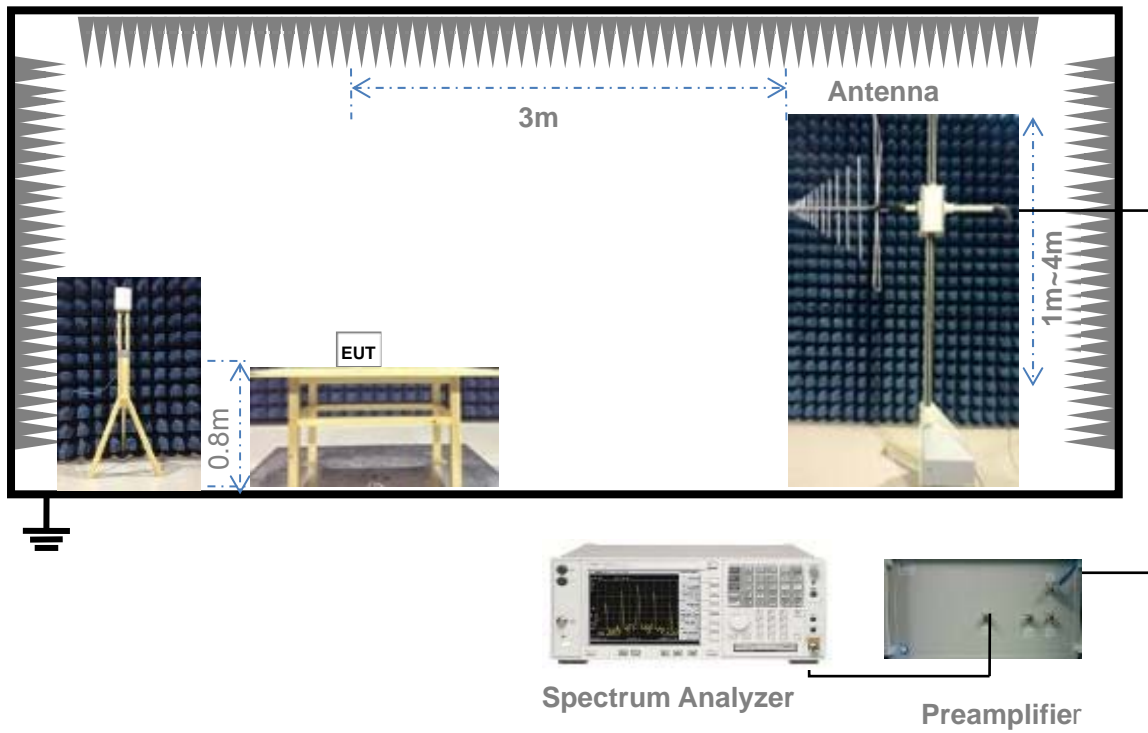 Antenna
3m
1m~4m
EUT
0.8m
Spectrum Analyzer
Preamplifier